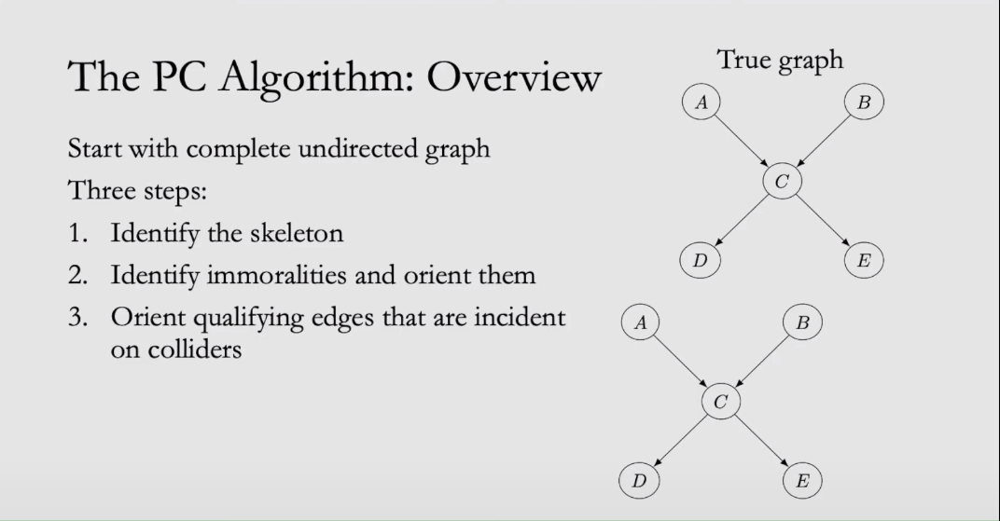 The PC Algorithm: Overview
Start with complete undirected graph
Three steps:
1. Identify the skeleton
2. Identify immoralities and orient them
3. Orient qualifying edges that are incident
on colliders
True graph
A
B
C
D
E
A
B
C
D
E